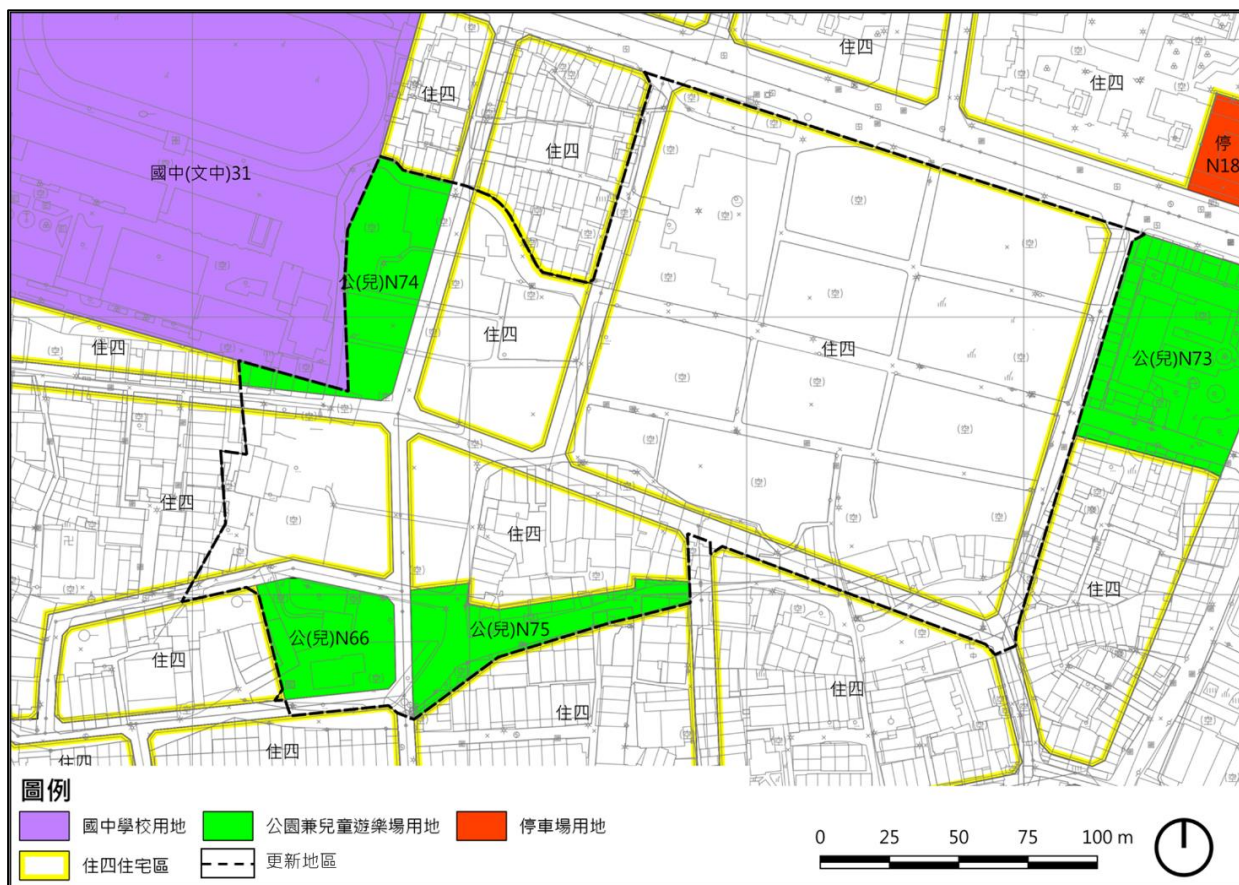 住四
住四
住四
住四
停
N18
國中(文中)31
住四
公(兒)N74
住四
住四
住四
公(兒)N73
住四
住四
住四
公(兒)N66
公(兒)N75
住四
住四
住四
住四
住四
圖例
國中學校用地
公園兼兒童遊樂場用地
停車場用地
住四住宅區
更新地區
0 25 50 75 100 m